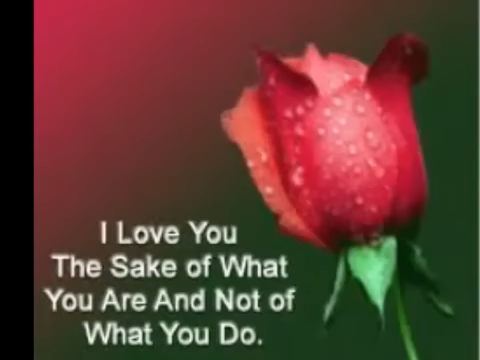 I Love You
The Sake of What
You Are And Not of
What You Do.